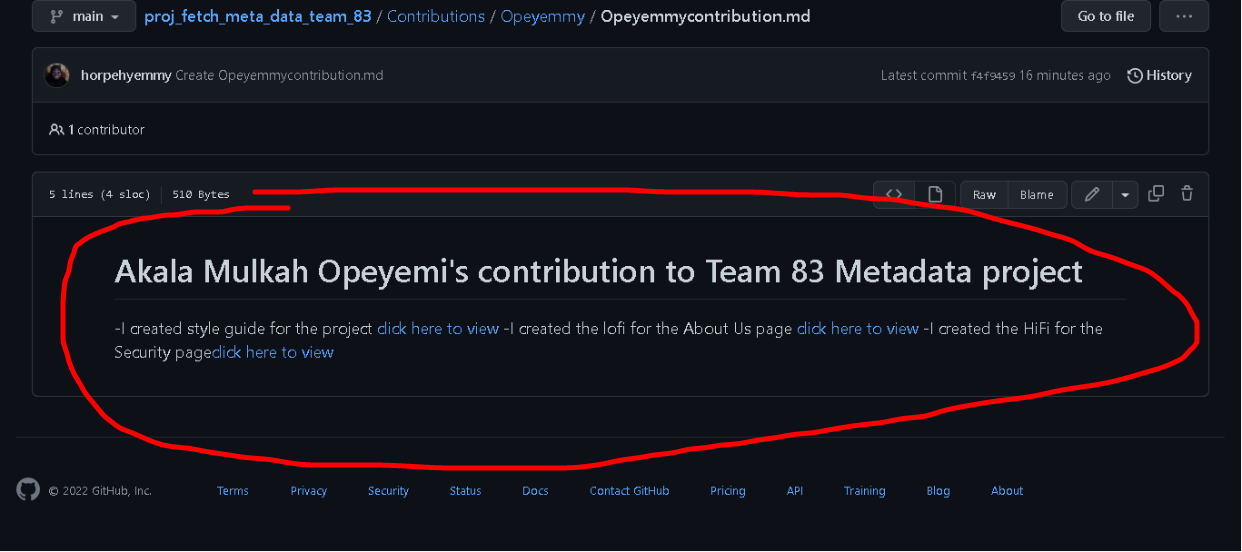 main proj_fetch_meta_data_team_83 / Contributions / Opeyemmy / Opeyemmycontribution.md Go to file ...
horpehyemmy Create Opeyemmycontribution.md Latest commit f4f9459 16 minutes ago History
1 contributor
5 lines (4 sloc) 510 Bytes <> Raw Blame
Akala Mulkah Opeyemi's contribution to Team 83 Metadata project
-I created style guide for the project click here to view -I created the lofi for the About Us page click here to view -I created the HiFi for the
Security pageclick here to view
© 2022 GitHub, Inc. Terms Privacy Security Status Docs Contact GitHub Pricing API Training Blog About